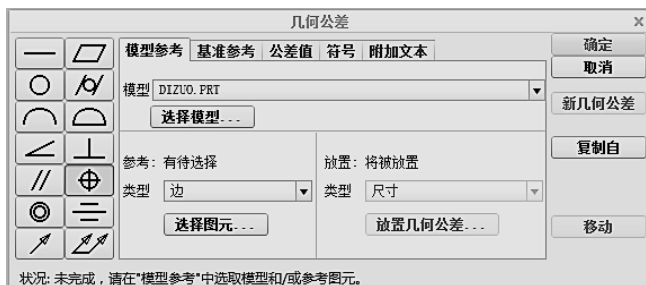 几何公差 x
模型参考 基准参考 公差值 符号 附加文本
确定
取消
模型 DIZUO.PRT
新几何公差
选择模型...
复制自
参考: 有待选择 放置: 将被放置
类型 边 类型 尺寸
选择图元... 放置几何公差... 移动
状况: 未完成，请在"模型参考"中选取模型和/或参考图元。